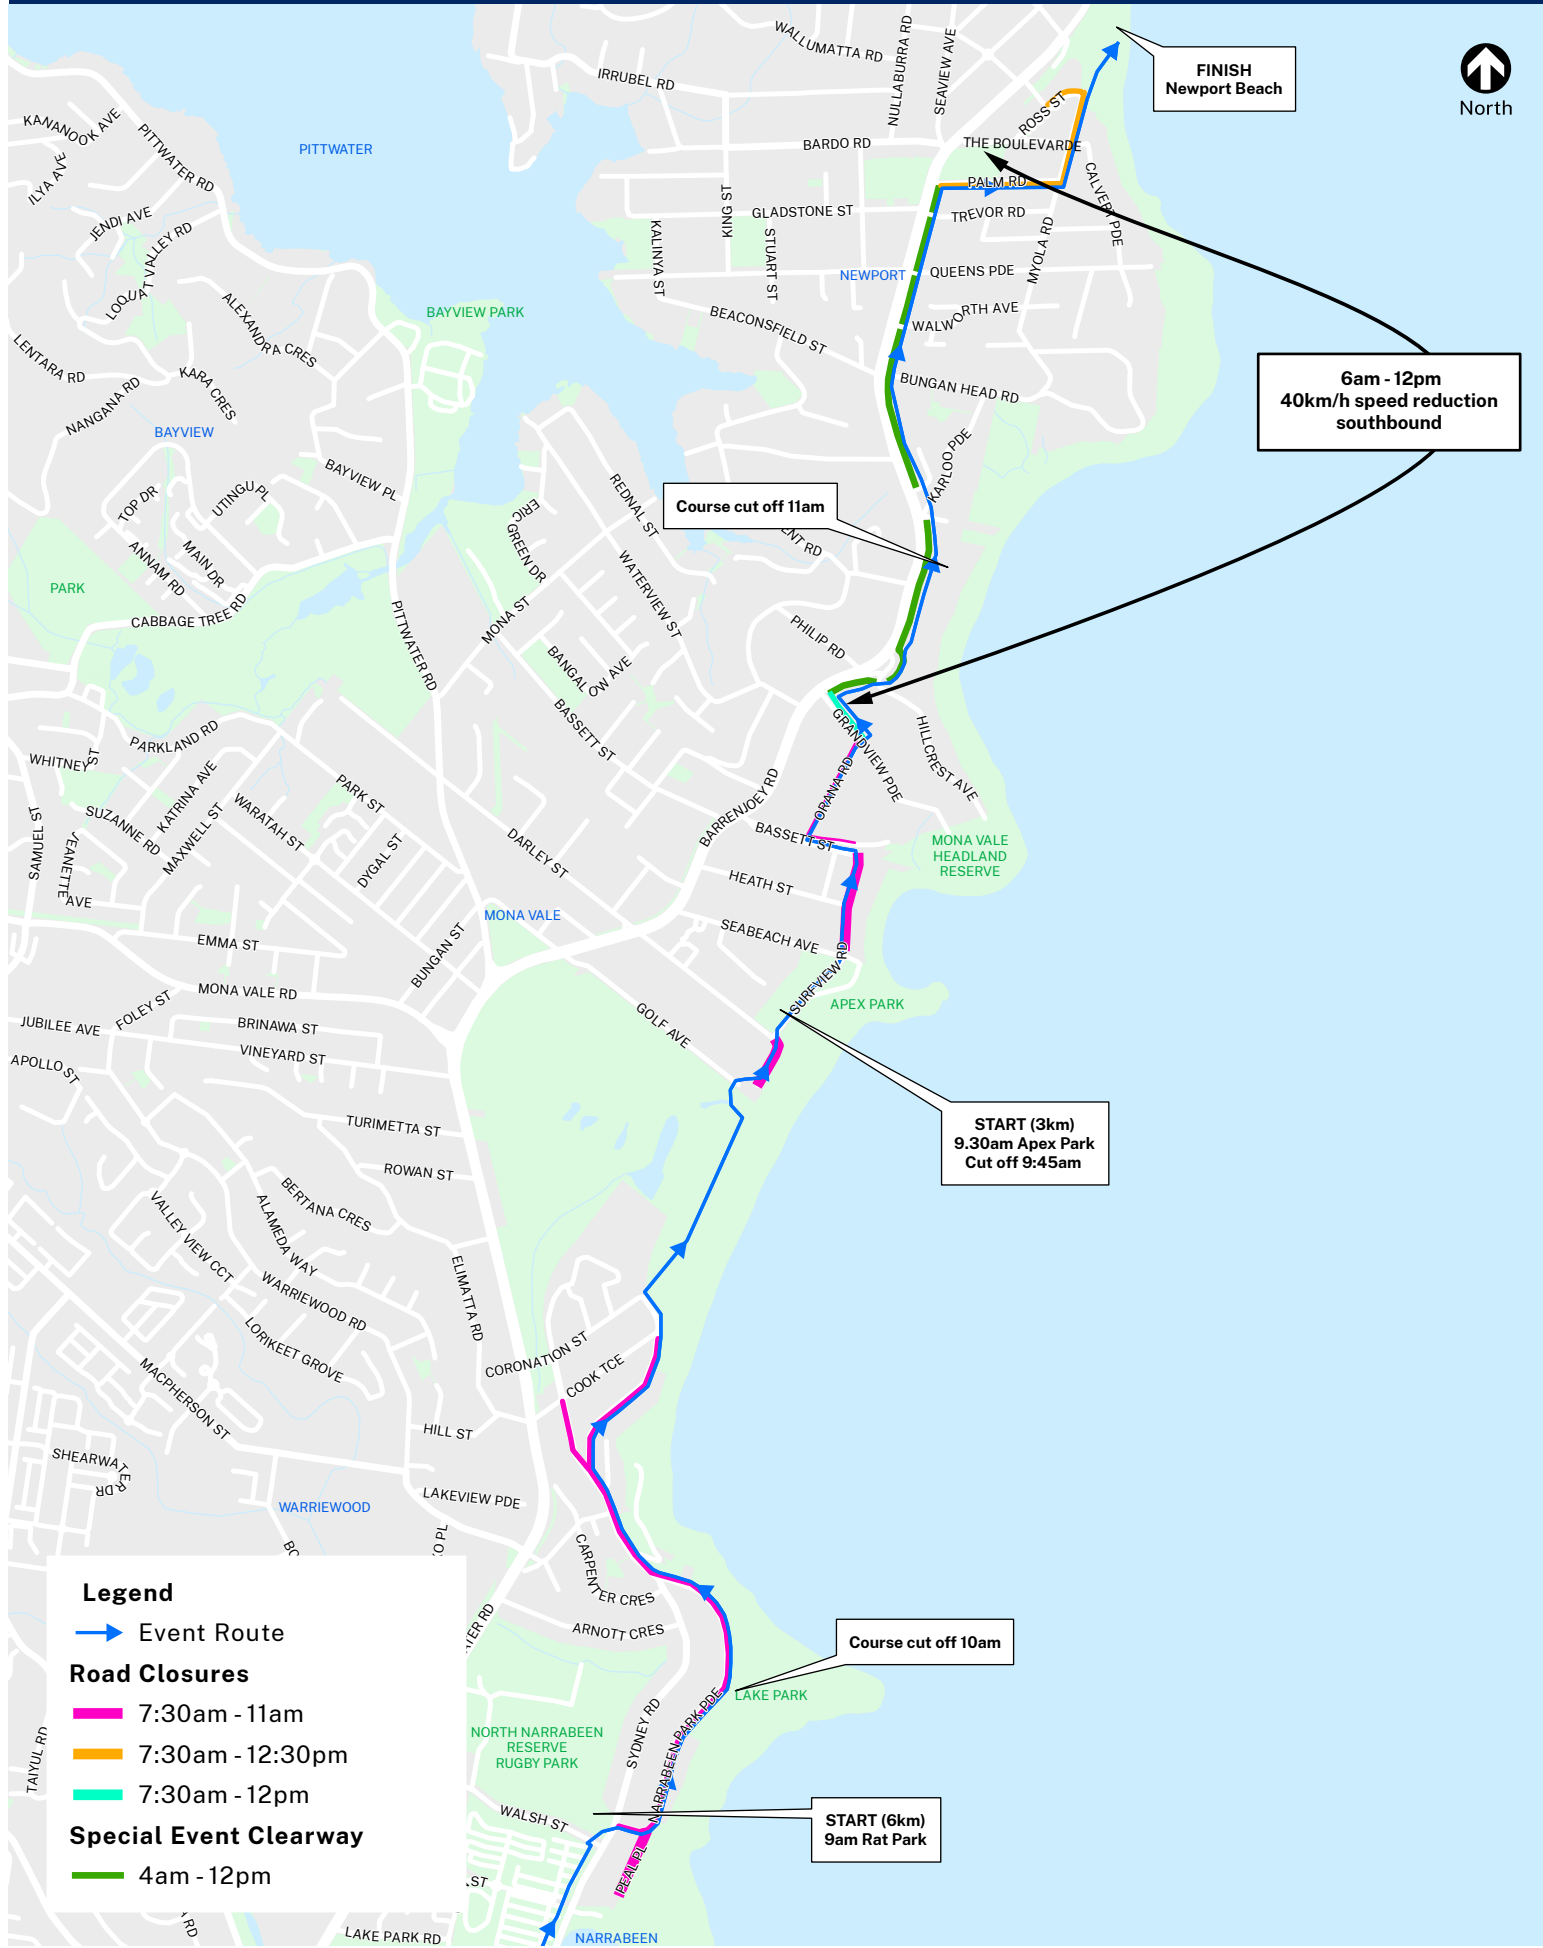 WALLUMATTA RD
NULLABURRA RD
SEAVIEW AVE
IRRUBEL RD
FINISH
Newport Beach
North
ROSS ST
KANANOOK AVE
PITTWATER RD
PITTWATER
BARDO RD
THE BOULEVARDE
ILYA AVE
PALM RD
CALVERT PDE
KING ST
GLADSTONE ST
TREVOR RD
JENDI AVE
LOQUAT VALLEY RD
KALINYA ST
STUART ST
MYOLA RD
NEWPORT
QUEENS PDE
ALEXANDRA CRES
BAYVIEW PARK
BEACONSFIELD ST
WALWORTH AVE
LENTARA RD
NANGANA RD
KARA CRES
BUNGAN HEAD RD
6am - 12pm
40km/h speed reduction
southbound
BAYVIEW
KARLOO PDE
TOP DR
UTINGU PL
BAYVIEW PL
ERIC GREEN DR
REDNAL ST
Course cut off 11am
ENT RD
ANNAM RD
MAIN DR
WATERVIEW ST
PARK
CABBAGE TREE RD
PITTWATER RD
MONA ST
PHILIP RD
BANGALOW AVE
BASSETT ST
PARKLAND RD
GRANDVIEW PDE
HILLCREST AVE
WHITNEY ST
KATRINA AVE
PARK ST
ORANA RD
BARRENJOEY RD
SAMUEL ST
SUZANNE RD
MAXWELL ST
WARATAH ST
DYGAL ST
DARLEY ST
BASSETT ST
MONA VALE
HEADLAND
RESERVE
JEANETTE AVE
HEATH ST
MONA VALE
SEABEACH AVE
EMMA ST
BUNGAN ST
SURFVIEW RD
MONA VALE RD
FOLEY ST
APEX PARK
JUBILEE AVE
BRINAWA ST
GOLF AVE
APOLLO ST
VINEYARD ST
TURIMETTA ST
START (3km)
9.30am Apex Park
Cut off 9:45am
ROWAN ST
BERTANA CRES
VALLEY VIEW CCT
ALAMEDA WAY
ELIMATTA RD
WARRIEWOOD RD
LORIKEET GROVE
CORONATION ST
COOK TCE
MACPHERSON ST
HILL ST
SHEARWATER DR
LAKEVIEW PDE
WARRIEWOOD
BO
KO PL
CARPENTER CRES
ARNOTT CRES
ATER RD
Legend
Event Route
Road Closures
7:30am - 11am
7:30am - 12:30pm
7:30am - 12pm
Special Event Clearway
4am - 12pm
Course cut off 10am
LAKE PARK
NORTH NARRABEEN
RESERVE
RUGBY PARK
SYDNEY RD
NARRABEEN PARK PDE
TAIYUL RD
WALSH ST
START (6km)
9am Rat Park
PEAL PL
ST
RD
LAKE PARK RD
NARRABEEN